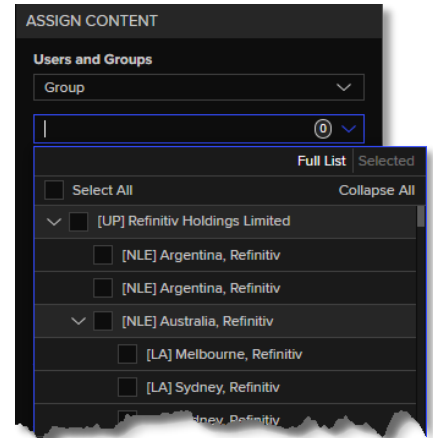 ASSIGN CONTENT
Users and Groups
Group
0
Full List Selected
Select All Collapse All
[UP] Refinitiv Holdings Limited
[NLE] Argentina, Refinitiv
[NLE] Argentina, Refinitiv
[NLE] Australia, Refinitiv
[LA] Melbourne, Refinitiv
[LA] Sydney, Refinitiv
Refinitiv